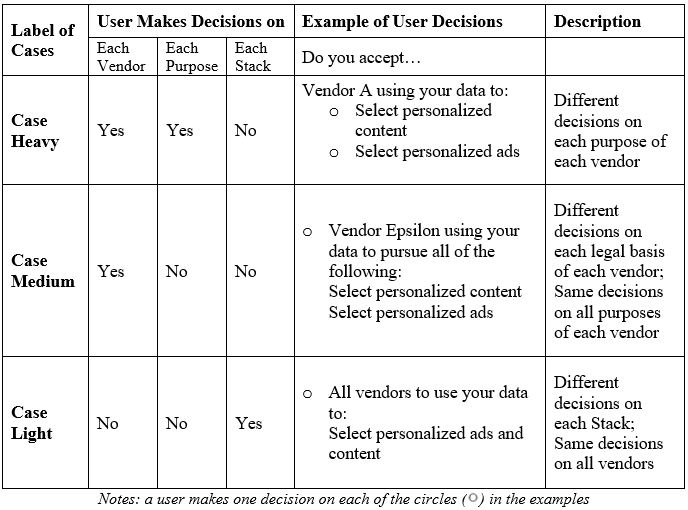 Label of Cases
User Makes Decisions on
Example of User Decisions
Description
Each Vendor
Each Purpose
Each Stack
Do you accept…
Case Heavy
Yes
Yes
No
Vendor A using your data to:
o Select personalized
content
o Select personalized ads
Different
decisions on
each purpose of
each vendor
Case Medium
Yes
No
No
o Vendor Epsilon using your
data to pursue all of the
following:
Select personalized content
Select personalized ads
Different
decisions on
each legal basis
of each vendor;
Same decisions
on all purposes
of each vendor
Case Light
No
No
Yes
o All vendors to use your data
to:
Select personalized ads and
content
Different
decisions on
each Stack;
Same decisions
on all vendors
Notes: a user makes one decision on each of the circles (○) in the examples